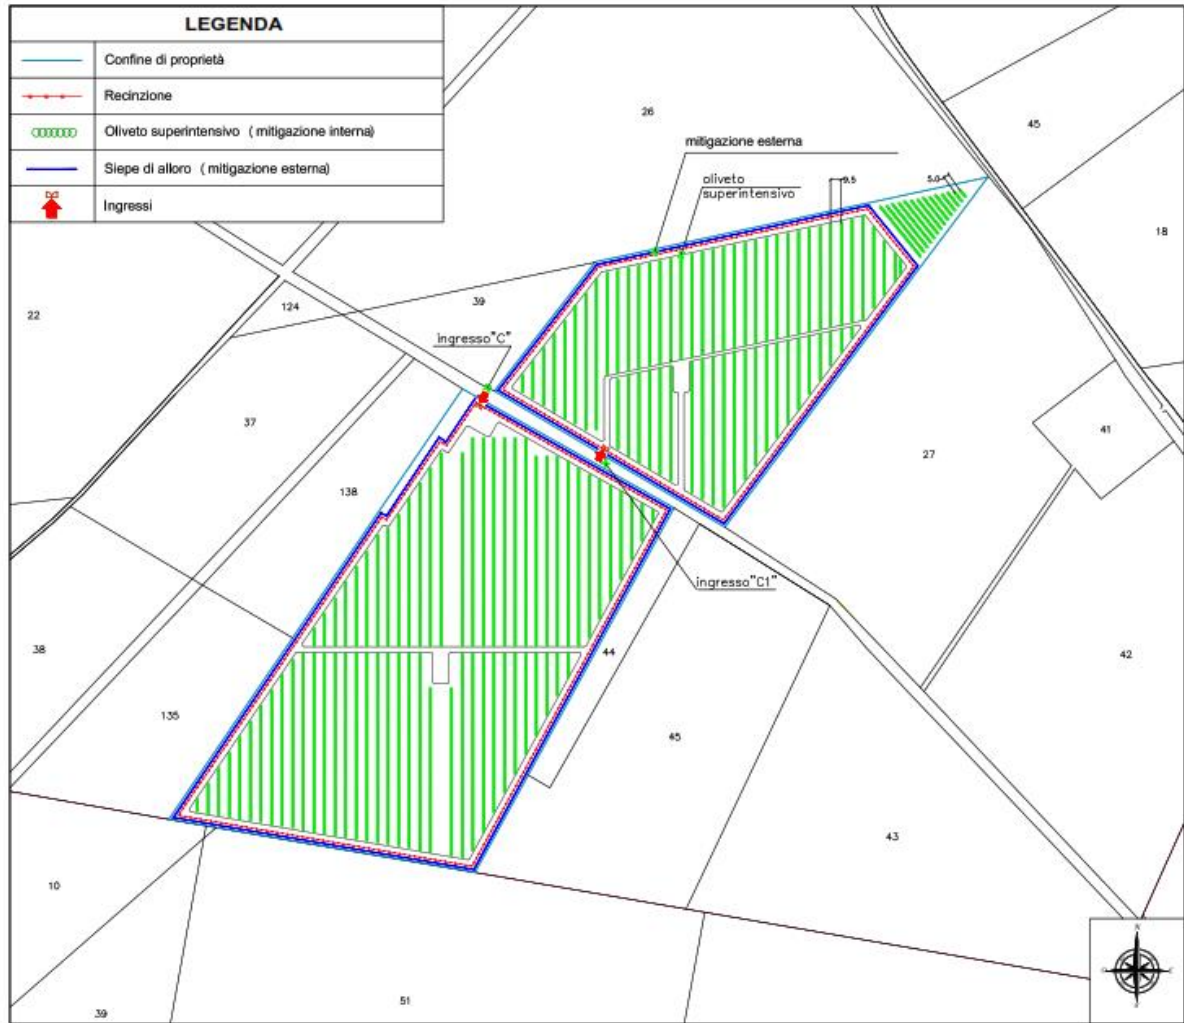 LEGENDA
Confine di proprietà
Recinzione
Oliveto superintensivo ( mitigazione interna)
Siepe di alloro ( mitigazione esterna)
Ingressi
26
45
mitigazione esterna
oliveto
superintensivo
9.5
5.0
18
22
124
39
ingresso"C"
37
41
27
138
ingresso"C1"
38
44
42
135
45
43
10
51
39